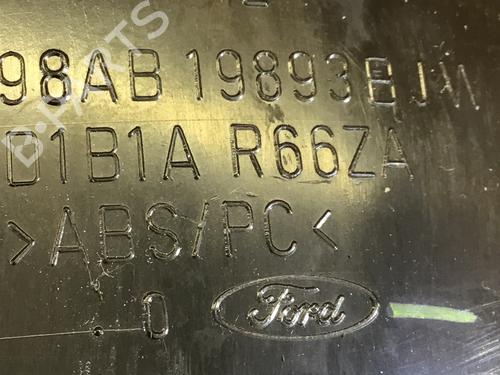 98AB 19893 BJW
D1B1A R66ZA
>ABS/PC<
0
Ford
B-PARTS